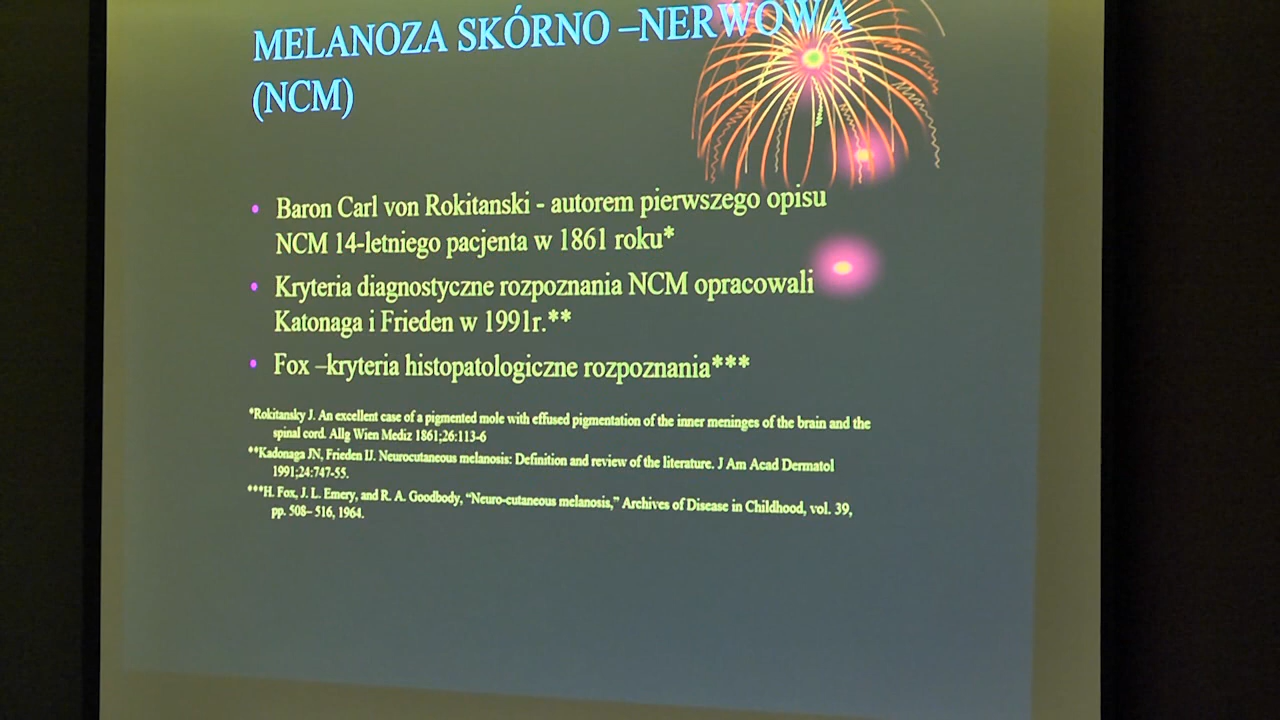 MELANOZA SKÓRNO –NERWOWA
(NCM)
• Baron Carl von Rokitanski - autorem pierwszego opisu
NCM 14-letniego pacjenta w 1861 roku*
• Kryteria diagnostyczne rozpoznania NCM opracowali
Katonaga i Frieden w 1991r.**
• Fox –kryteria histopatologiczne rozpoznania***
*Rokitansky J. An excellent case of a pigmented mole with effused pigmentation of the inner meninges of the brain and the
spinal cord. Allg Wien Mediz 1861;26:113-6
**Kadonaga JN, Frieden IJ. Neurocutaneous melanosis: Definition and review of the literature. J Am Acad Dermatol
1991;24:747-55.
***H. Fox, J. L. Emery, and R. A. Goodbody, “Neuro-cutaneous melanosis,” Archives of Disease in Childhood, vol. 39,
pp. 508– 516, 1964.